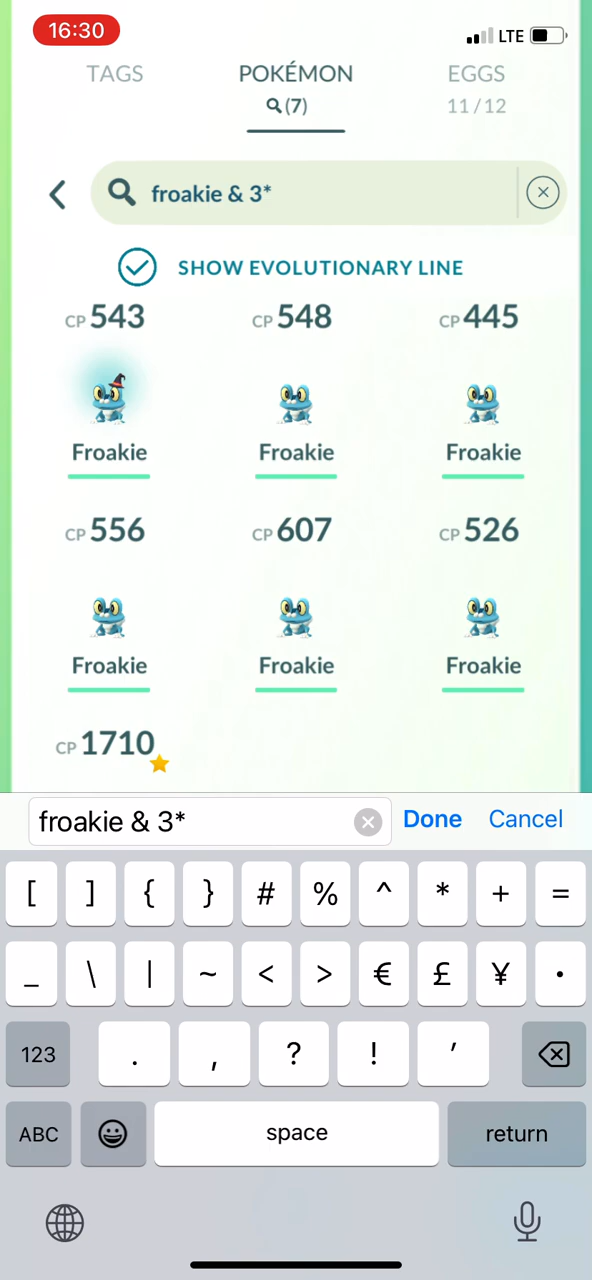 16:30
LTE
TAGS
POKÉMON
(7)
EGGS
11/12
froakie & 3*
SHOW EVOLUTIONARY LINE
CP 543
CP 548
CP 445
Froakie
Froakie
Froakie
CP 556
CP 607
CP 526
Froakie
Froakie
Froakie
CP 1710
froakie & 3*
Done
Cancel
[ ] { } # % ^ * + =
_ \ | ~ < > € £ ¥ •
123 . , ? ! ′
ABC space return